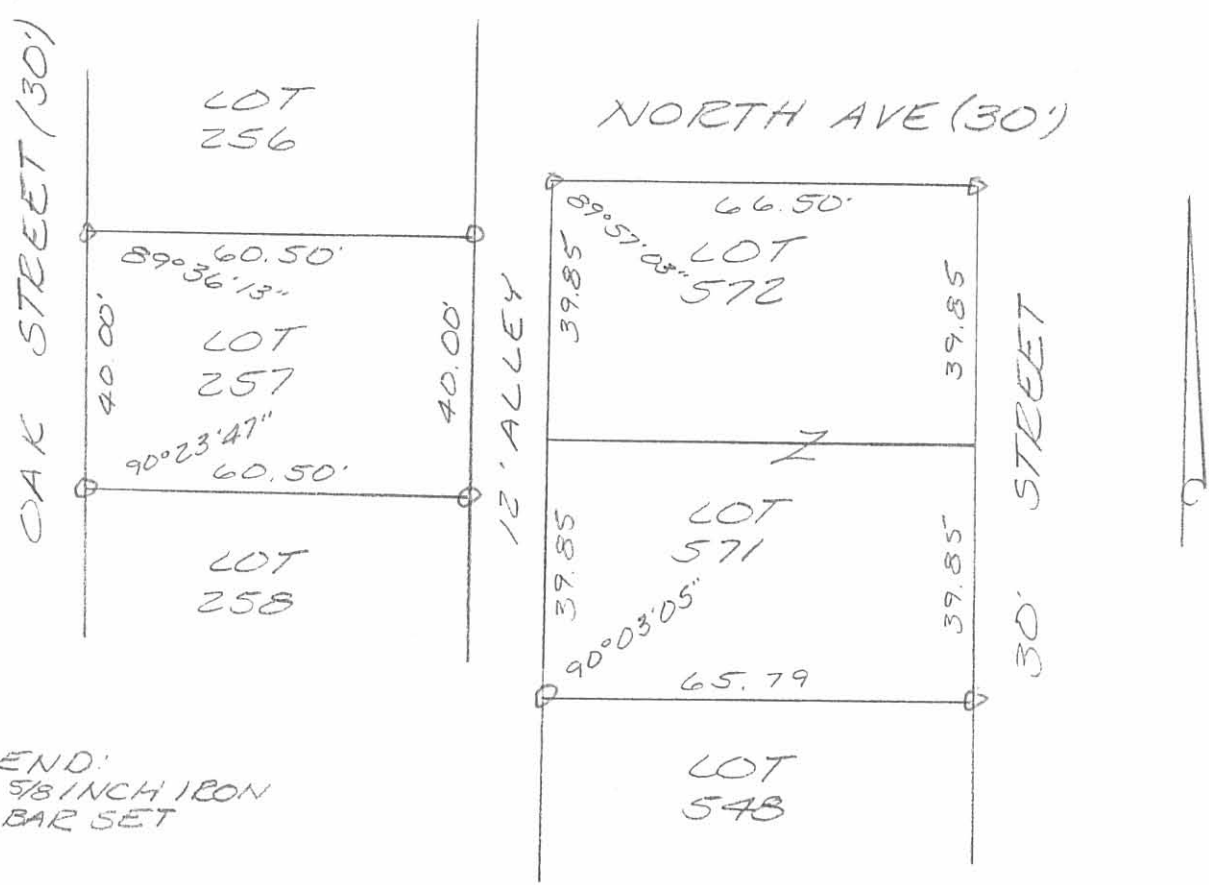 OAK STREET (30')
LOT
256
60.50'
89°36'13"
40.00'
LOT
257
40.00'
90°23'47"
60.50'
LOT
258
12' ALLEY
NORTH AVE (30')
66.50'
89°57'03"
LOT
572
39.85
39.85
Z
LOT
571
39.85
39.85
90°03'05"
65.79
LOT
548
30' STREET
END:
5/8 INCH IRON
BAR SET